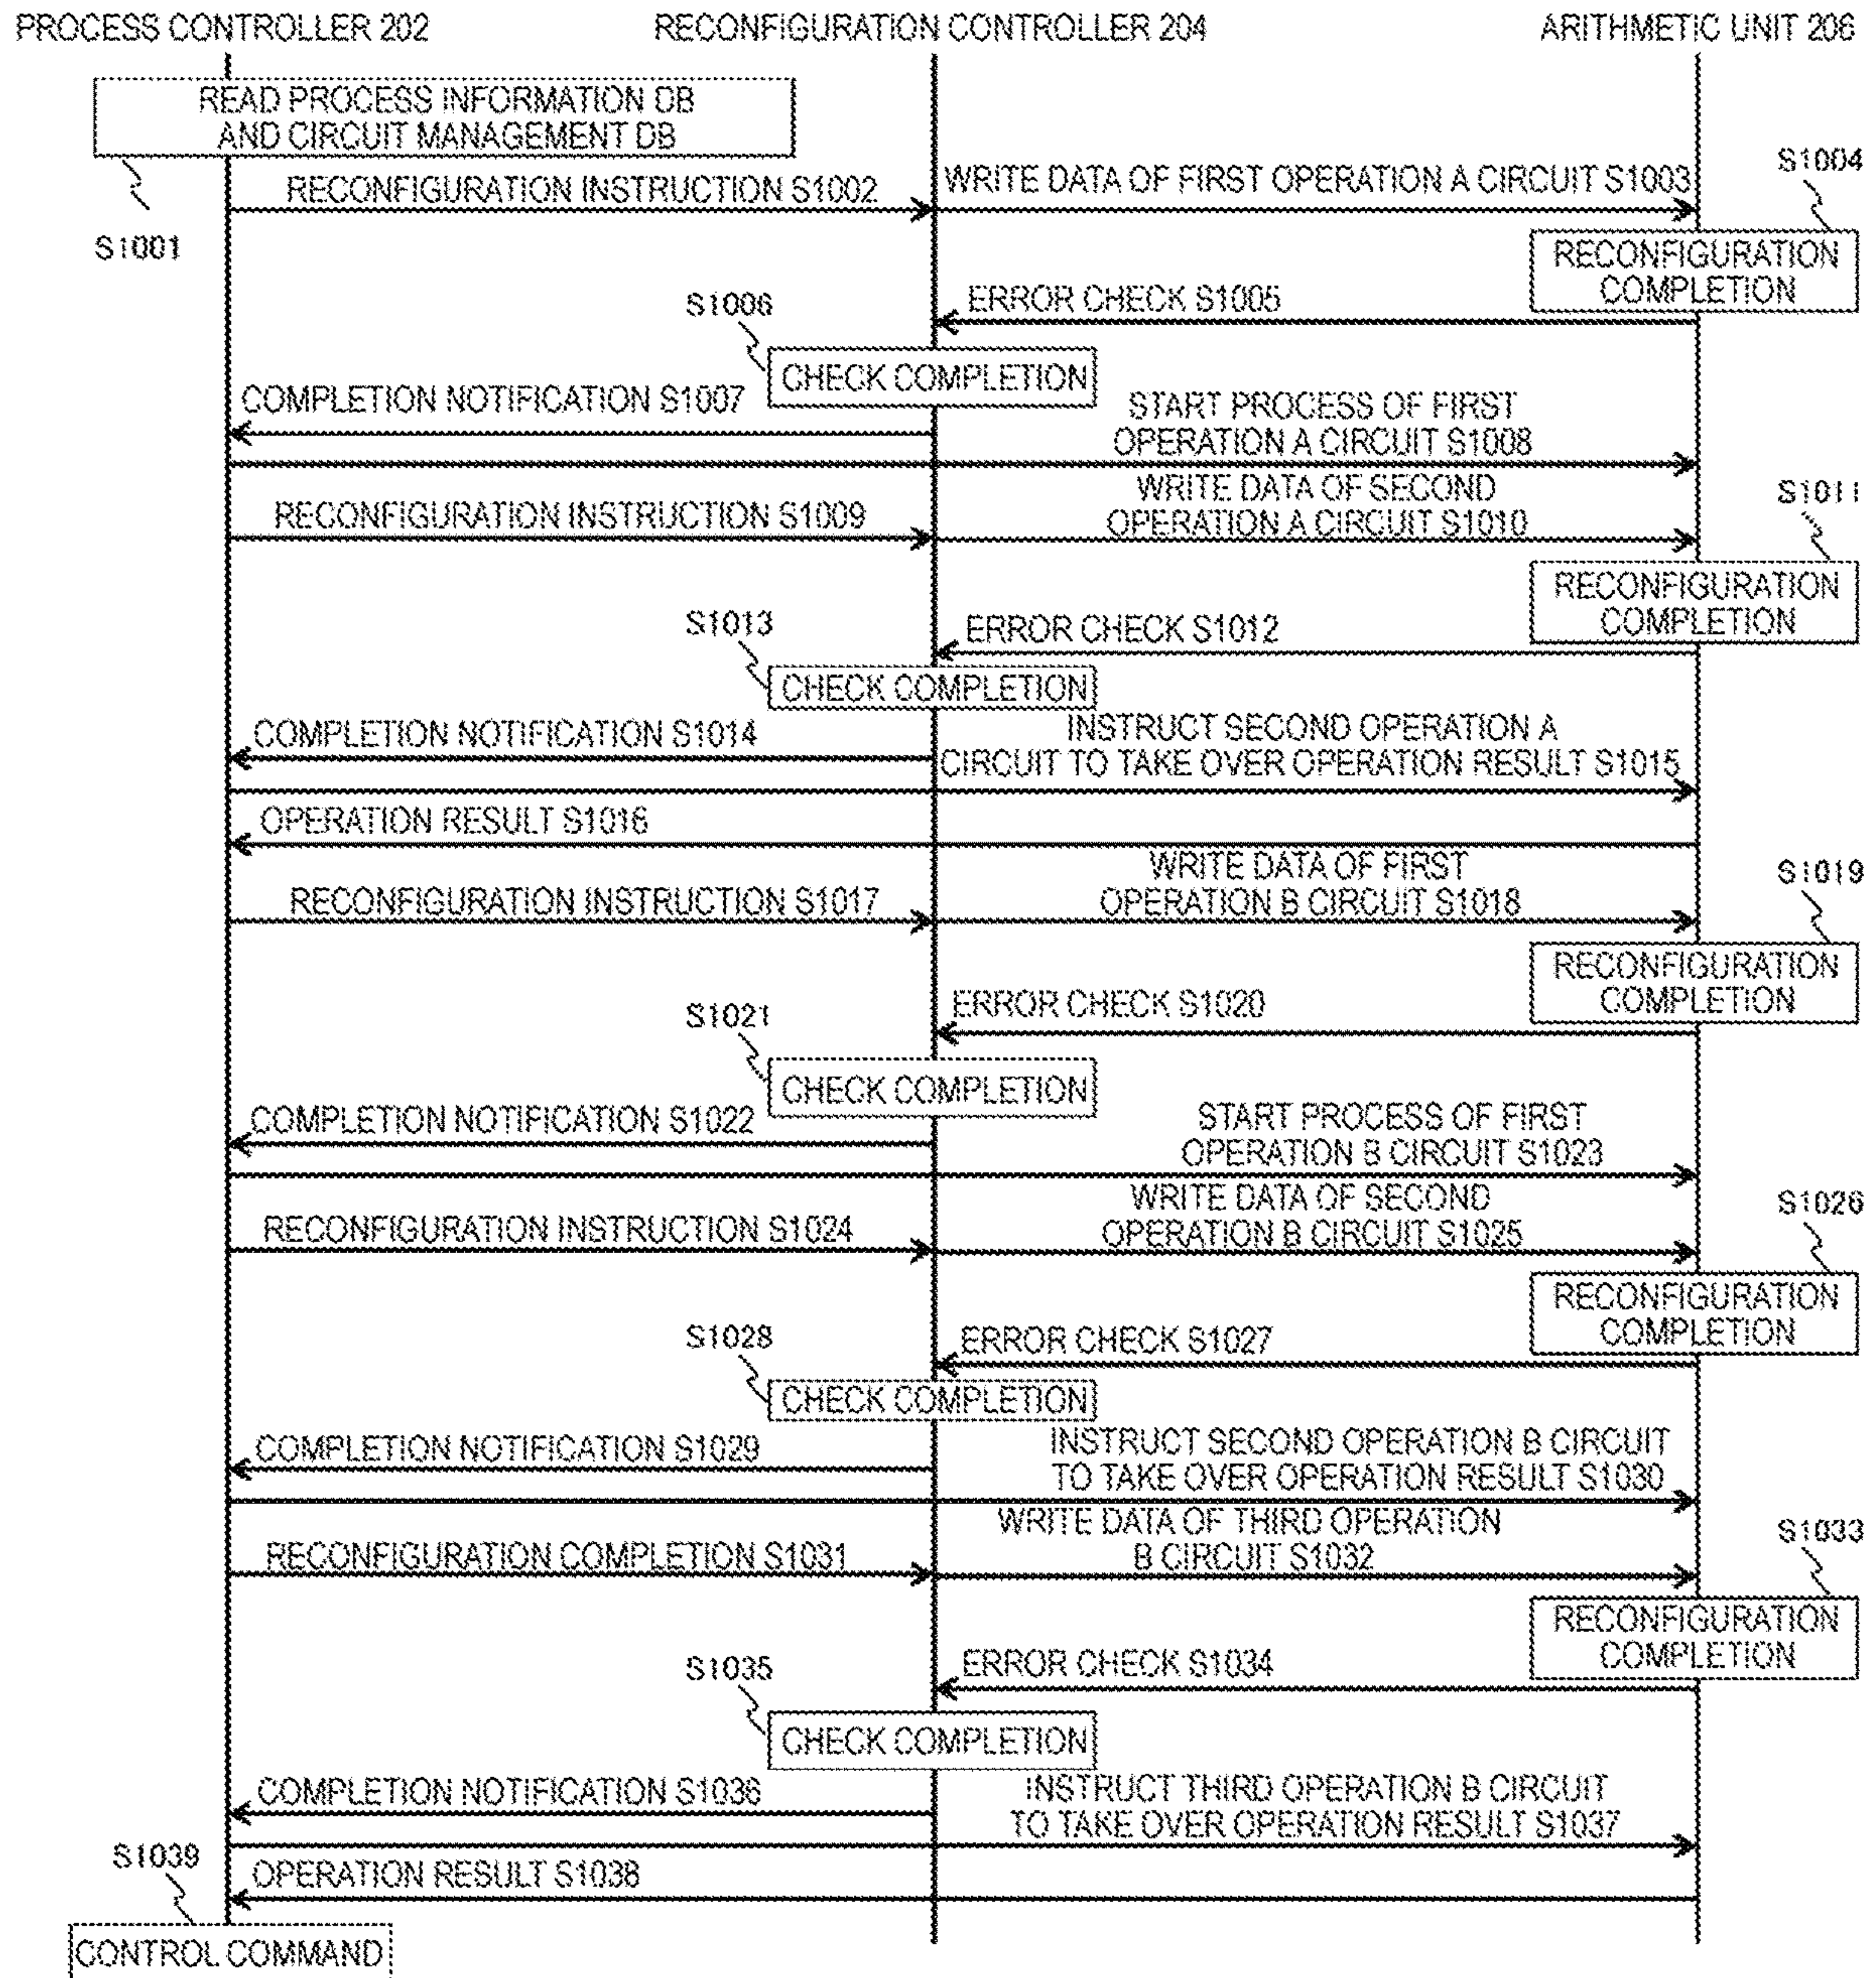 PROCESS CONTROLLER 202
RECONFIGURATION CONTROLLER 204
ARITHMETIC UNIT 206
READ PROCESS INFORMATION DB
AND CIRCUIT MANAGEMENT DB
S1001
RECONFIGURATION INSTRUCTION S1002
WRITE DATA OF FIRST OPERATION A CIRCUIT S1003
S1004
RECONFIGURATION
COMPLETION
ERROR CHECK S1005
S1006
CHECK COMPLETION
COMPLETION NOTIFICATION S1007
START PROCESS OF FIRST
OPERATION A CIRCUIT S1008
RECONFIGURATION INSTRUCTION S1009
WRITE DATA OF SECOND
OPERATION A CIRCUIT S1010
S1011
RECONFIGURATION
COMPLETION
ERROR CHECK S1012
S1013
CHECK COMPLETION
COMPLETION NOTIFICATION S1014
INSTRUCT SECOND OPERATION A
CIRCUIT TO TAKE OVER OPERATION RESULT S1015
OPERATION RESULT S1016
RECONFIGURATION INSTRUCTION S1017
WRITE DATA OF FIRST
OPERATION B CIRCUIT S1018
S1019
RECONFIGURATION
COMPLETION
ERROR CHECK S1020
S1021
CHECK COMPLETION
COMPLETION NOTIFICATION S1022
START PROCESS OF FIRST
OPERATION B CIRCUIT S1023
RECONFIGURATION INSTRUCTION S1024
WRITE DATA OF SECOND
OPERATION B CIRCUIT S1025
S1026
RECONFIGURATION
COMPLETION
ERROR CHECK S1027
S1028
CHECK COMPLETION
COMPLETION NOTIFICATION S1029
INSTRUCT SECOND OPERATION B CIRCUIT
TO TAKE OVER OPERATION RESULT S1030
RECONFIGURATION COMPLETION S1031
WRITE DATA OF THIRD OPERATION
B CIRCUIT S1032
S1033
RECONFIGURATION
COMPLETION
ERROR CHECK S1034
S1035
CHECK COMPLETION
COMPLETION NOTIFICATION S1036
INSTRUCT THIRD OPERATION B CIRCUIT
TO TAKE OVER OPERATION RESULT S1037
OPERATION RESULT S1038
S1039
CONTROL COMMAND